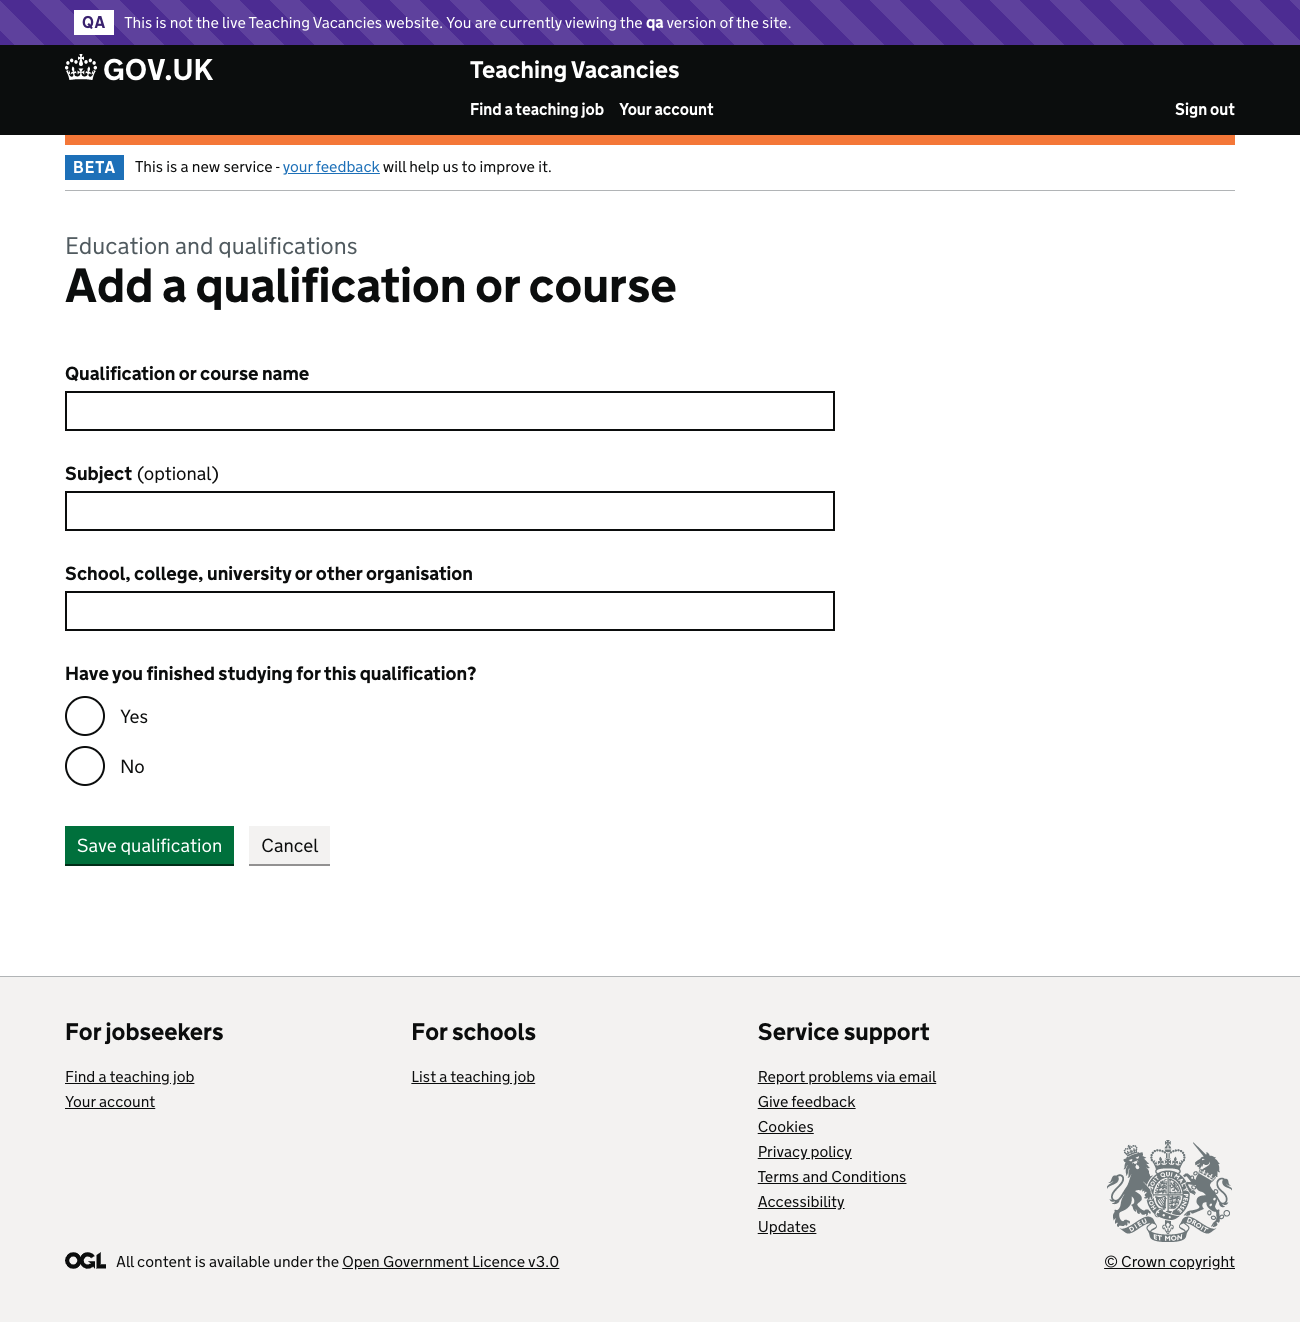 QA This is not the live Teaching Vacancies website. You are currently viewing the qa version of the site.
GOV.UK
Teaching Vacancies
Find a teaching job Your account Sign out
BETA This is a new service - your feedback will help us to improve it.
Education and qualifications
Add a qualification or course
Qualification or course name
Subject (optional)
School, college, university or other organisation
Have you finished studying for this qualification?
Yes
No
Save qualification Cancel
For jobseekers
Find a teaching job
Your account
For schools
List a teaching job
Service support
Report problems via email
Give feedback
Cookies
Privacy policy
Terms and Conditions
Accessibility
Updates
DIEU ET MON DROIT
OGL All content is available under the Open Government Licence v3.0
© Crown copyright